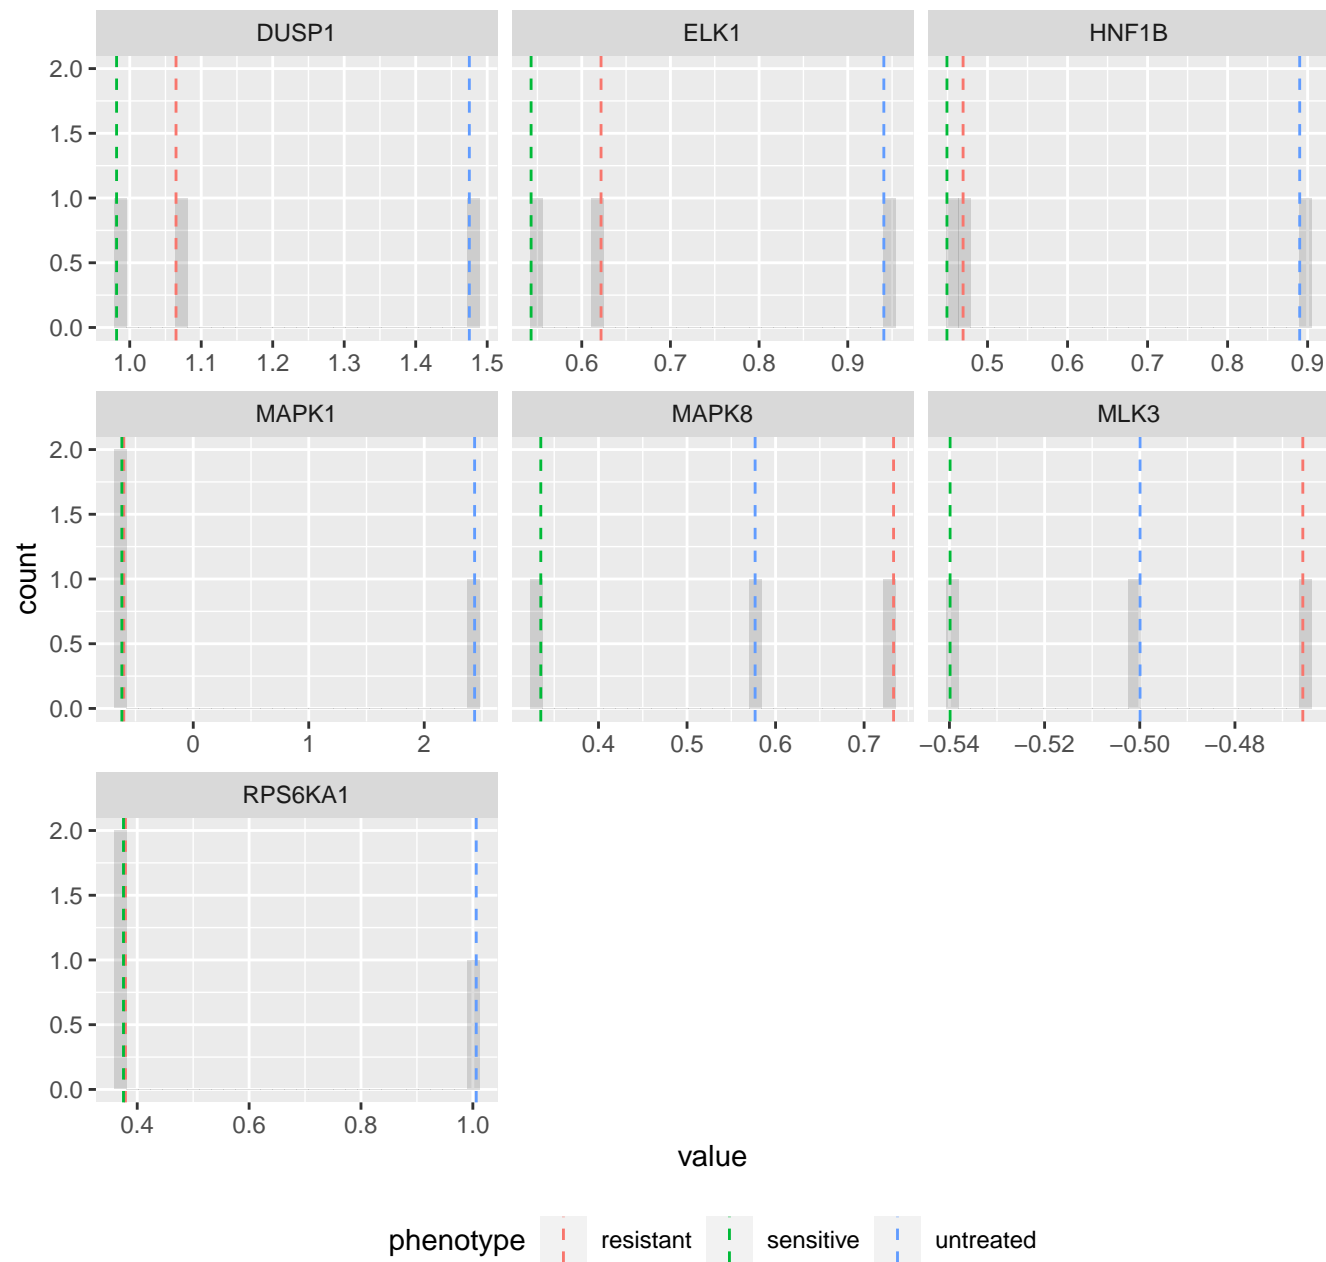 DUSP1 ELK1 HNF1B
2.0
1.5
1.0
0.5
0.0
1.0 1.1 1.2 1.3 1.4 1.5 0.6 0.7 0.8 0.9 0.5 0.6 0.7 0.8 0.9
MAPK1 MAPK8 MLK3
2.0
1.5
1.0
0.5
0.0
0 1 2 0.4 0.5 0.6 0.7 −0.54 −0.52 −0.50 −0.48
count
RPS6KA1
2.0
1.5
1.0
0.5
0.0
0.4 0.6 0.8 1.0
value
phenotype resistant sensitive untreated